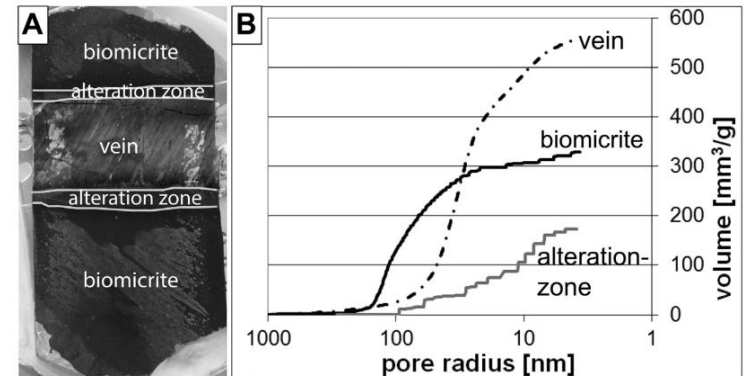 A
biomicrite
alteration zone
vein
alteration zone
biomicrite
B
600
500
400
300
200
100
0
volume [mm³/g]
vein
biomicrite
alteration-
zone
1000
100
10
1
pore radius [nm]